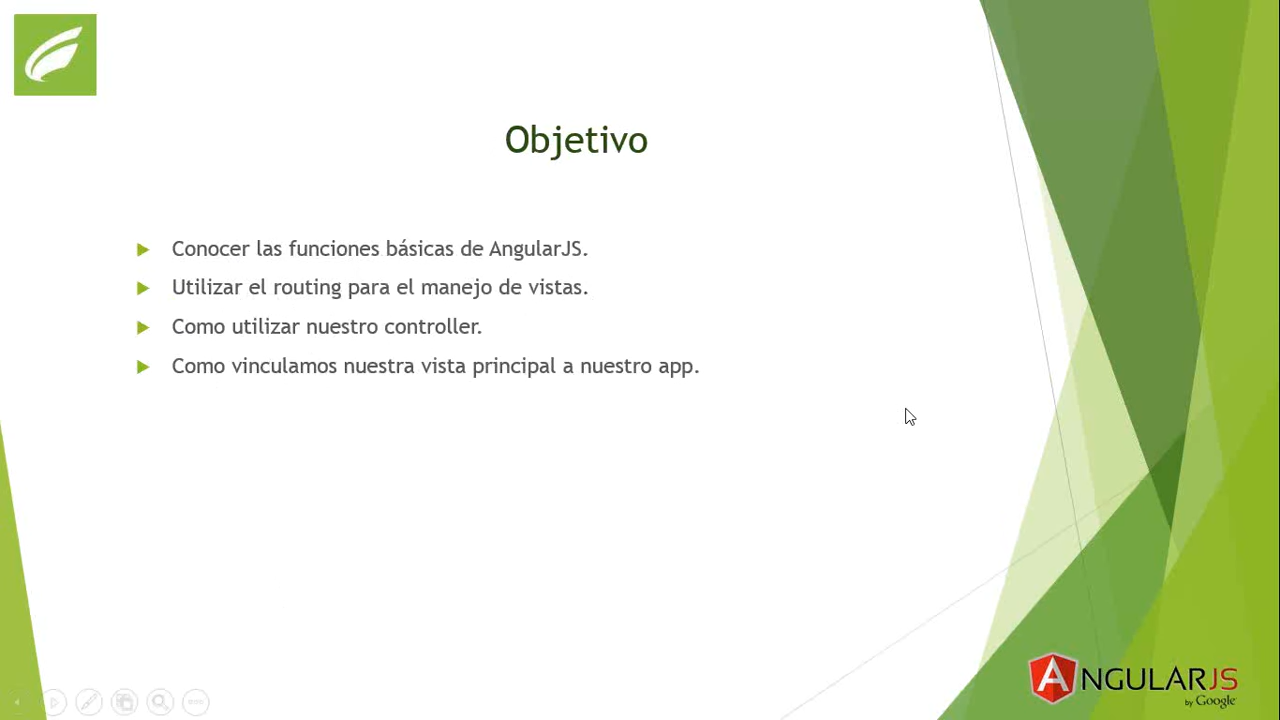 Objetivo
Conocer las funciones básicas de AngularJS.
Utilizar el routing para el manejo de vistas.
Como utilizar nuestro controller.
Como vinculamos nuestra vista principal a nuestro app.
ANGULARJS
by Google